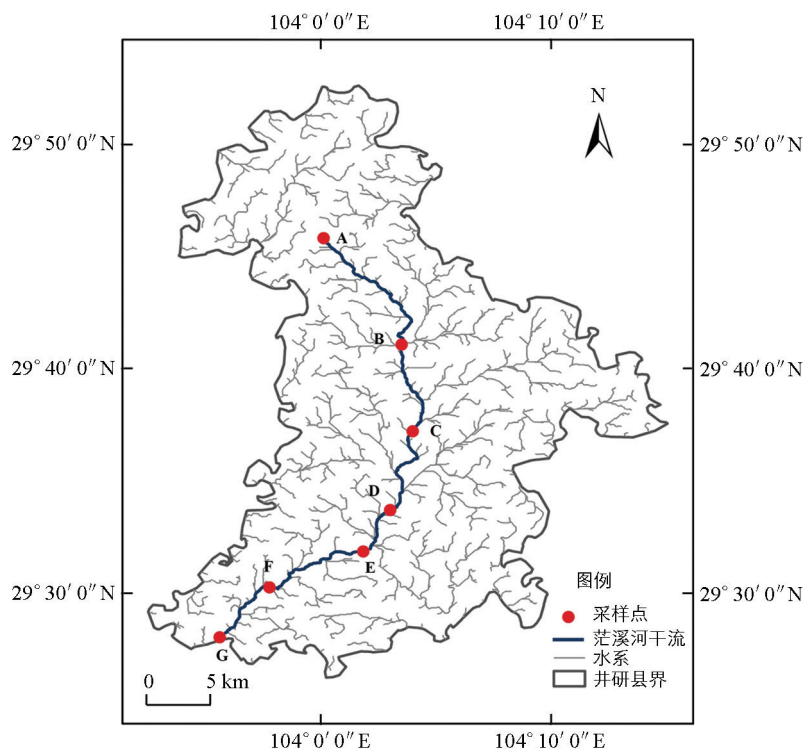 104° 0′ 0″ E 104° 10′ 0″ E
N
29° 50′ 0″ N 29° 50′ 0″ N
A
B
29° 40′ 0″ N 29° 40′ 0″ N
C
D
E
F
29° 30′ 0″ N 29° 30′ 0″ N
G
图例
采样点
茫溪河干流
水系
井研县界
0 5 km
104° 0′ 0″ E 104° 10′ 0″ E